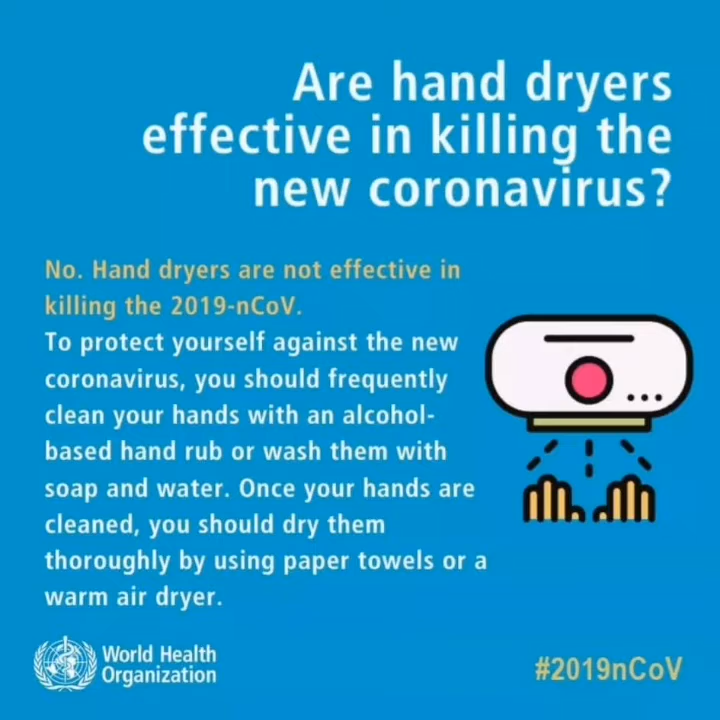 Are hand dryers
effective in killing the
new coronavirus?
No. Hand dryers are not effective in
killing the 2019-nCoV.
To protect yourself against the new
coronavirus, you should frequently
clean your hands with an alcohol-
based hand rub or wash them with
soap and water. Once your hands are
cleaned, you should dry them
thoroughly by using paper towels or a
warm air dryer.
World Health
Organization
#2019nCoV